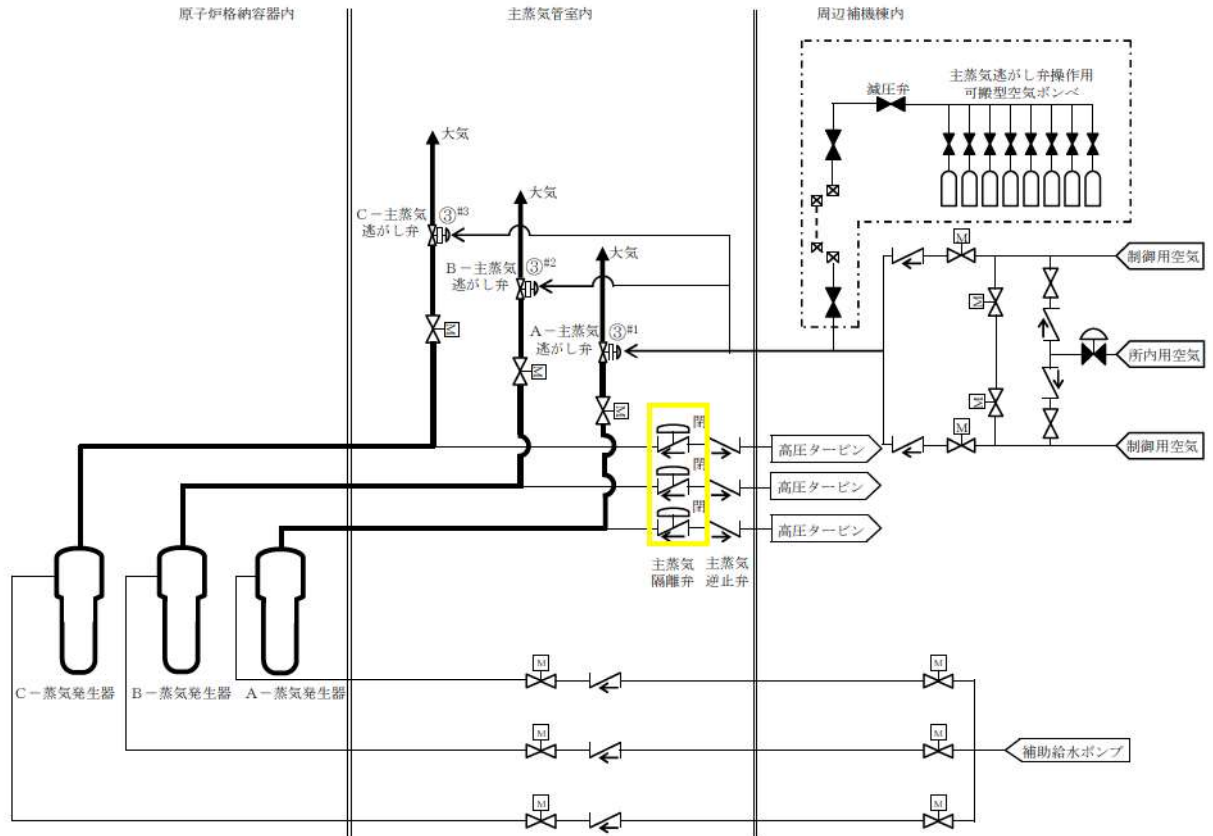 原子炉格納容器内
主蒸気管室内
周辺補機棟内
主蒸気逃がし弁操作用
可搬型空気ボンベ
減圧弁
大気
大気
大気
C－主蒸気
逃がし弁
③#3
B－主蒸気
逃がし弁
③#2
A－主蒸気
逃がし弁
③#1
M
M
M
M
M
M
M
制御用空気
所内用空気
制御用空気
閉
高圧タービン
閉
高圧タービン
閉
高圧タービン
主蒸気
隔離弁
主蒸気
逆止弁
C－蒸気発生器
B－蒸気発生器
A－蒸気発生器
M
M
M
M
補助給水ポンプ
M
M